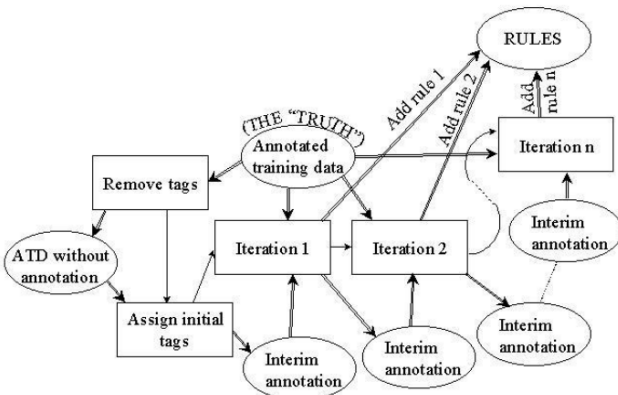 RULES
Add rule 1
Add rule 2
Add
rule n
(THE "TRUTH")
Annotated
training data
Iteration n
Remove tags
Interim
annotation
ATD without
annotation
Iteration 1
Iteration 2
Assign initial
tags
Interim
annotation
Interim
annotation
Interim
annotation